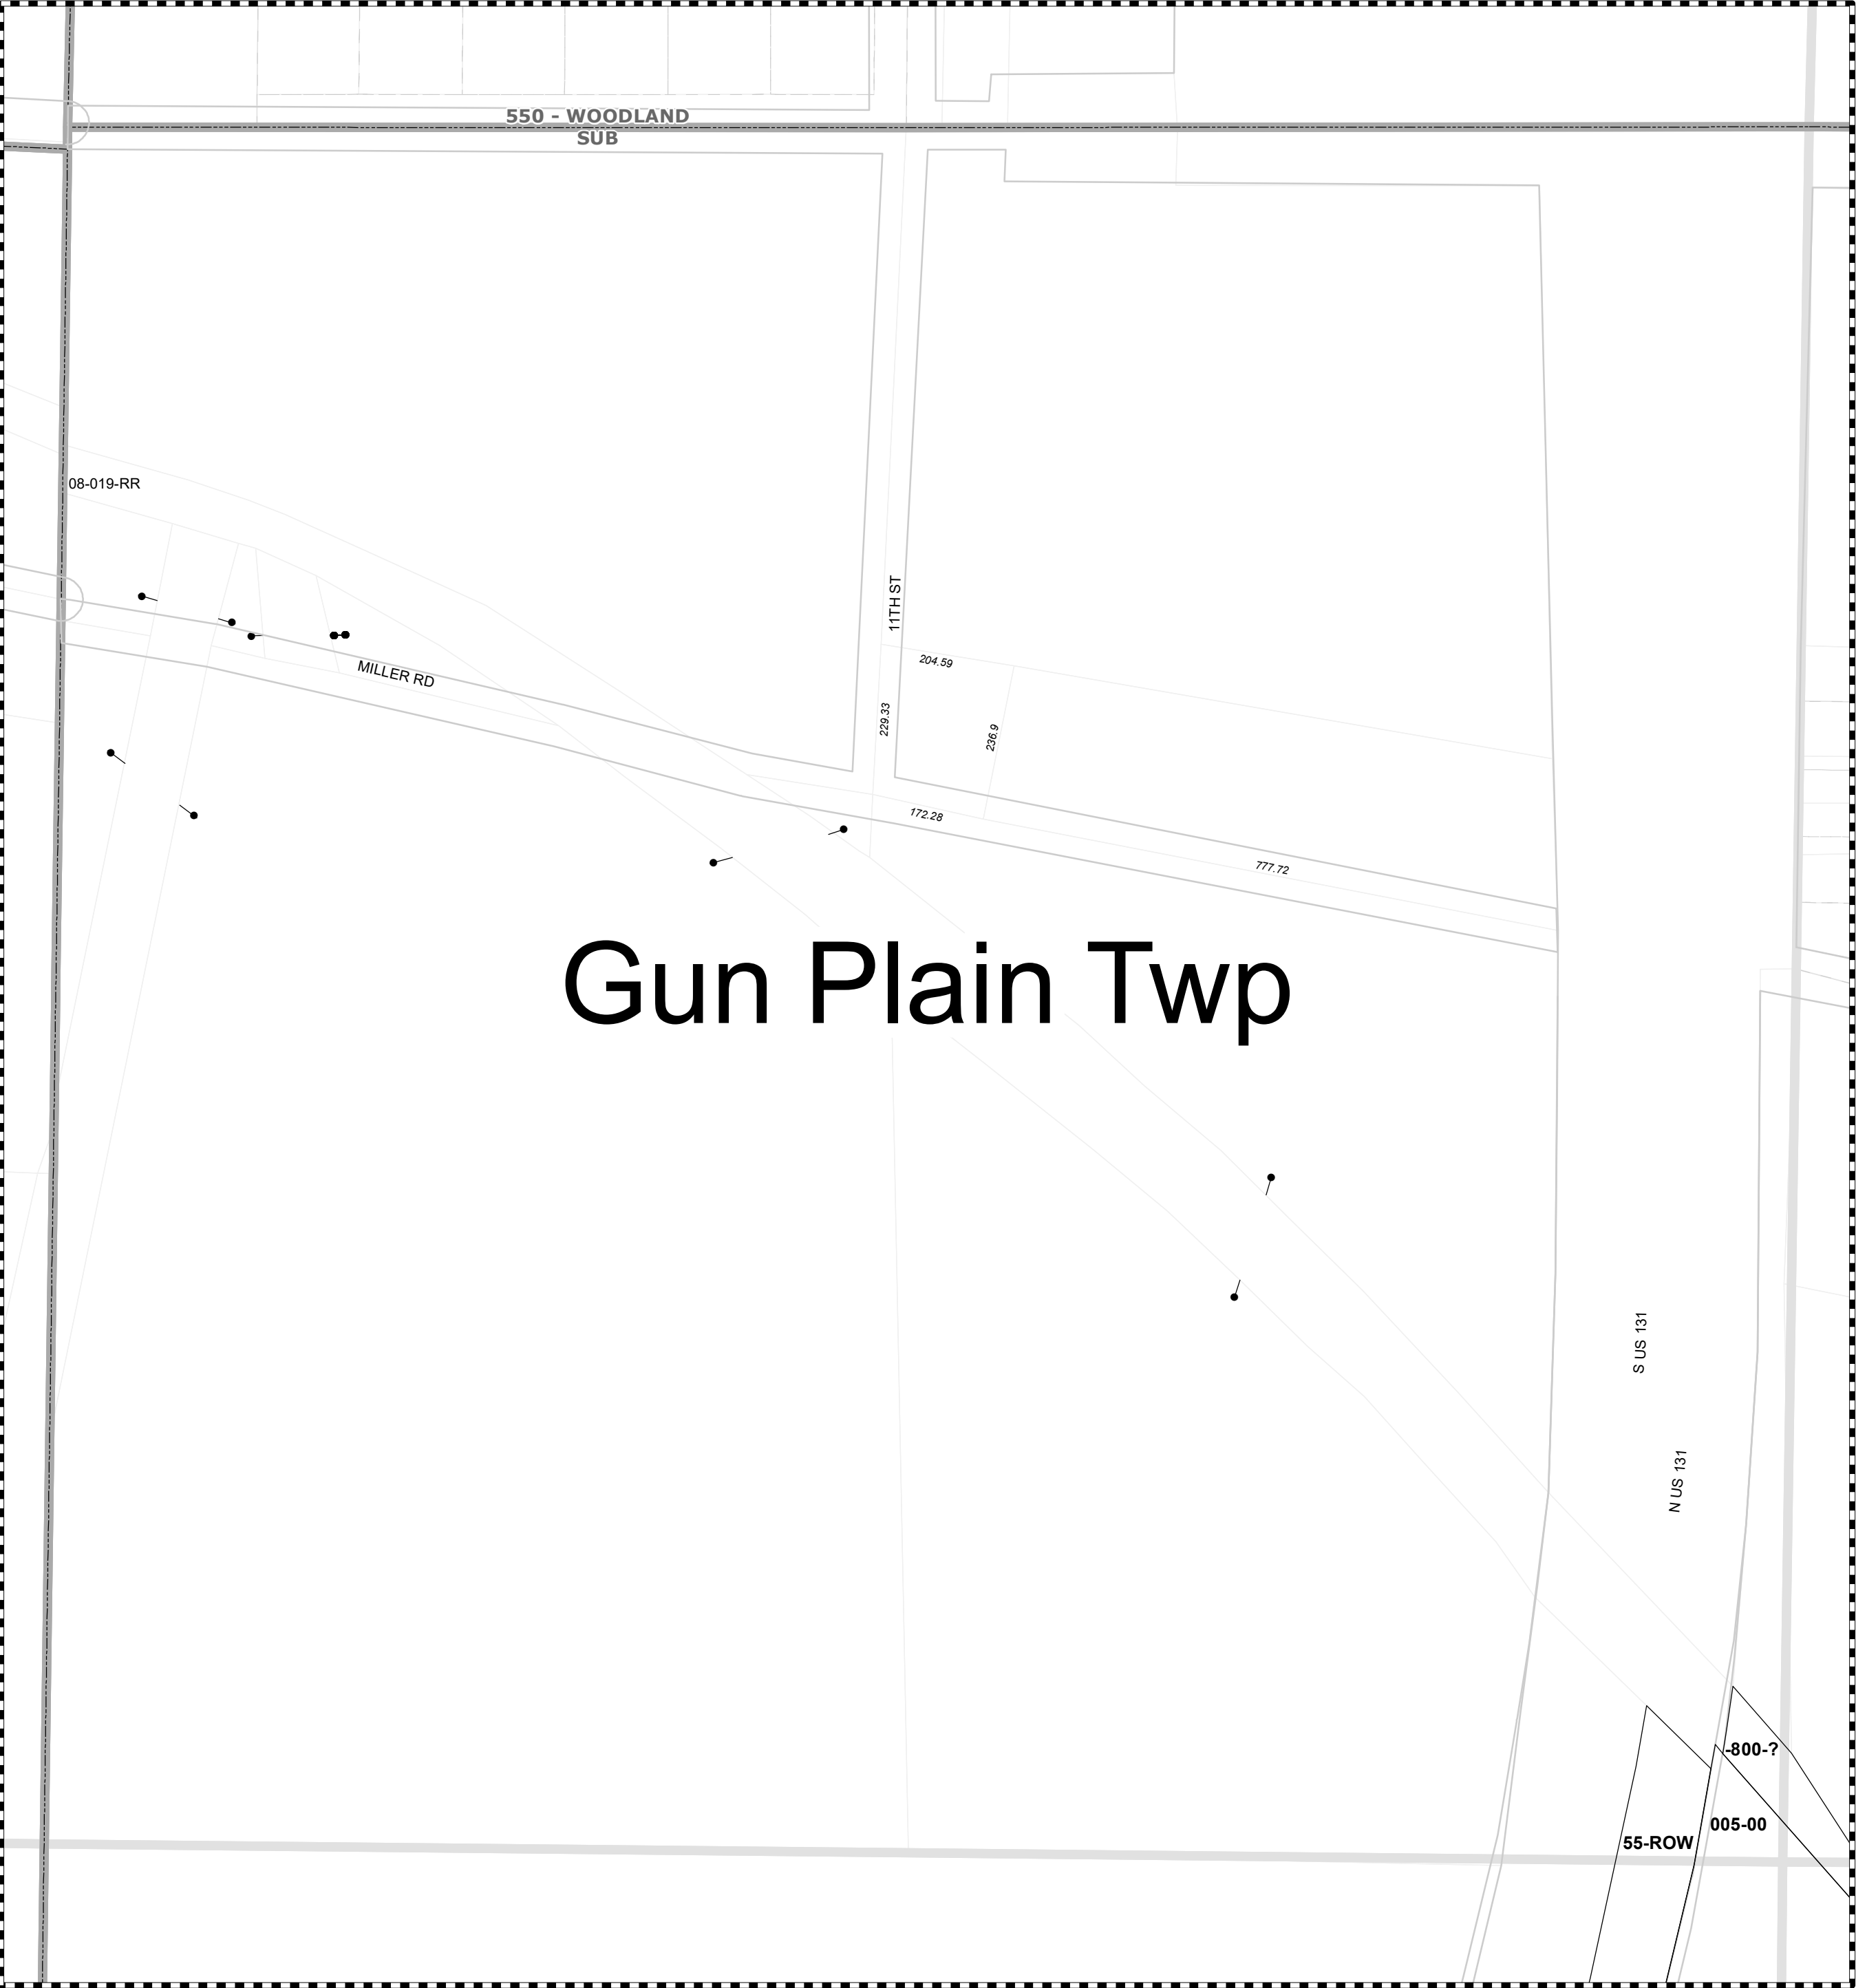 550 - WOODLAND
SUB
08-019-RR
11TH ST
MILLER RD
204.59
229.33
236.9
172.28
777.72
Gun Plain Twp
S US 131
N US 131
-800-?
005-00
55-ROW